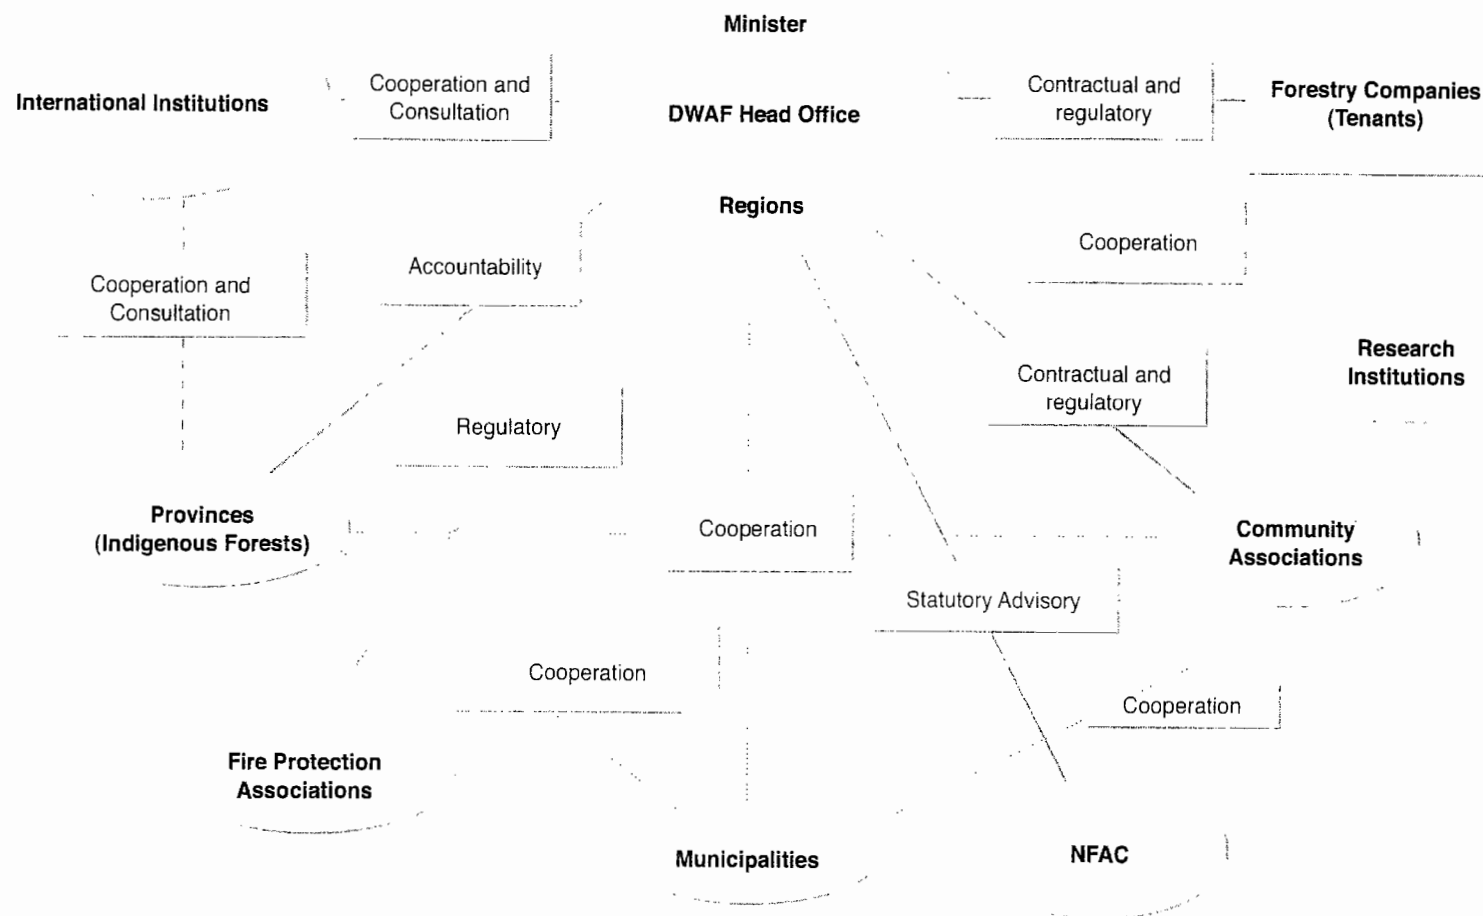 Minister
International Institutions
Cooperation and
Consultation
DWAF Head Office
Contractual and
regulatory
Forestry Companies
(Tenants)
Regions
Cooperation
Accountability
Cooperation and
Consultation
Research
Institutions
Contractual and
regulatory
Regulatory
Provinces
(Indigenous Forests)
Cooperation
Community
Associations
Statutory Advisory
Cooperation
Cooperation
Fire Protection
Associations
Municipalities
NFAC